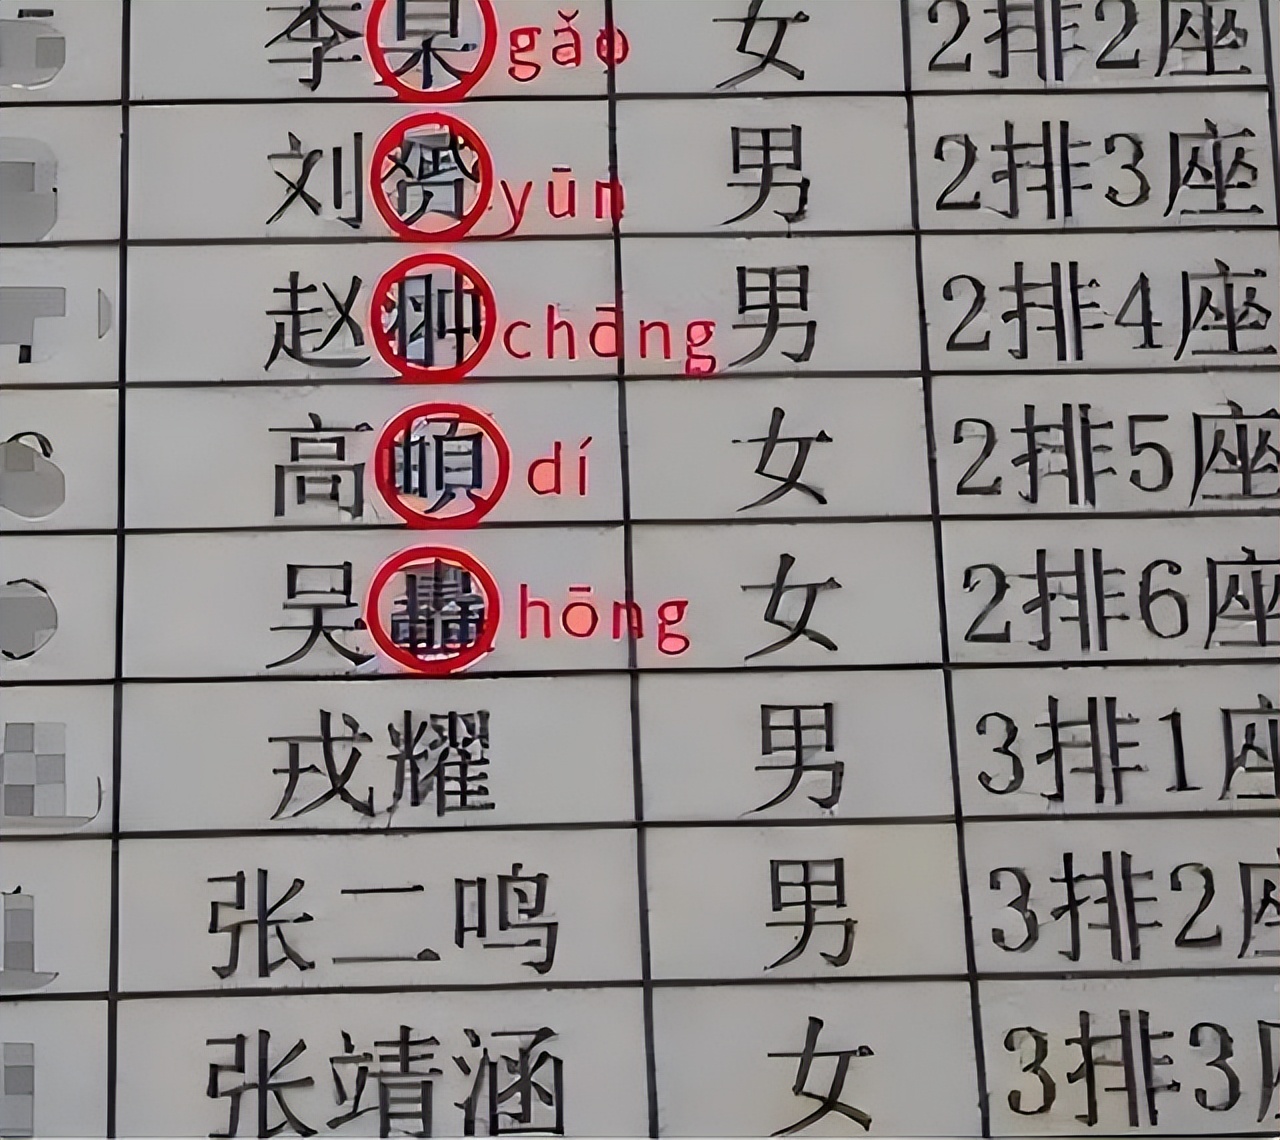 李杲 gǎo 女 2排2座
刘 yūn 男 2排3座
赵翀 chāng 男 2排4座
高頔 dí 女 2排5座
吴 hōng 女 2排6座
戎耀 男 3排1座
张二鸣 男 3排2座
张靖涵 女 3排3座